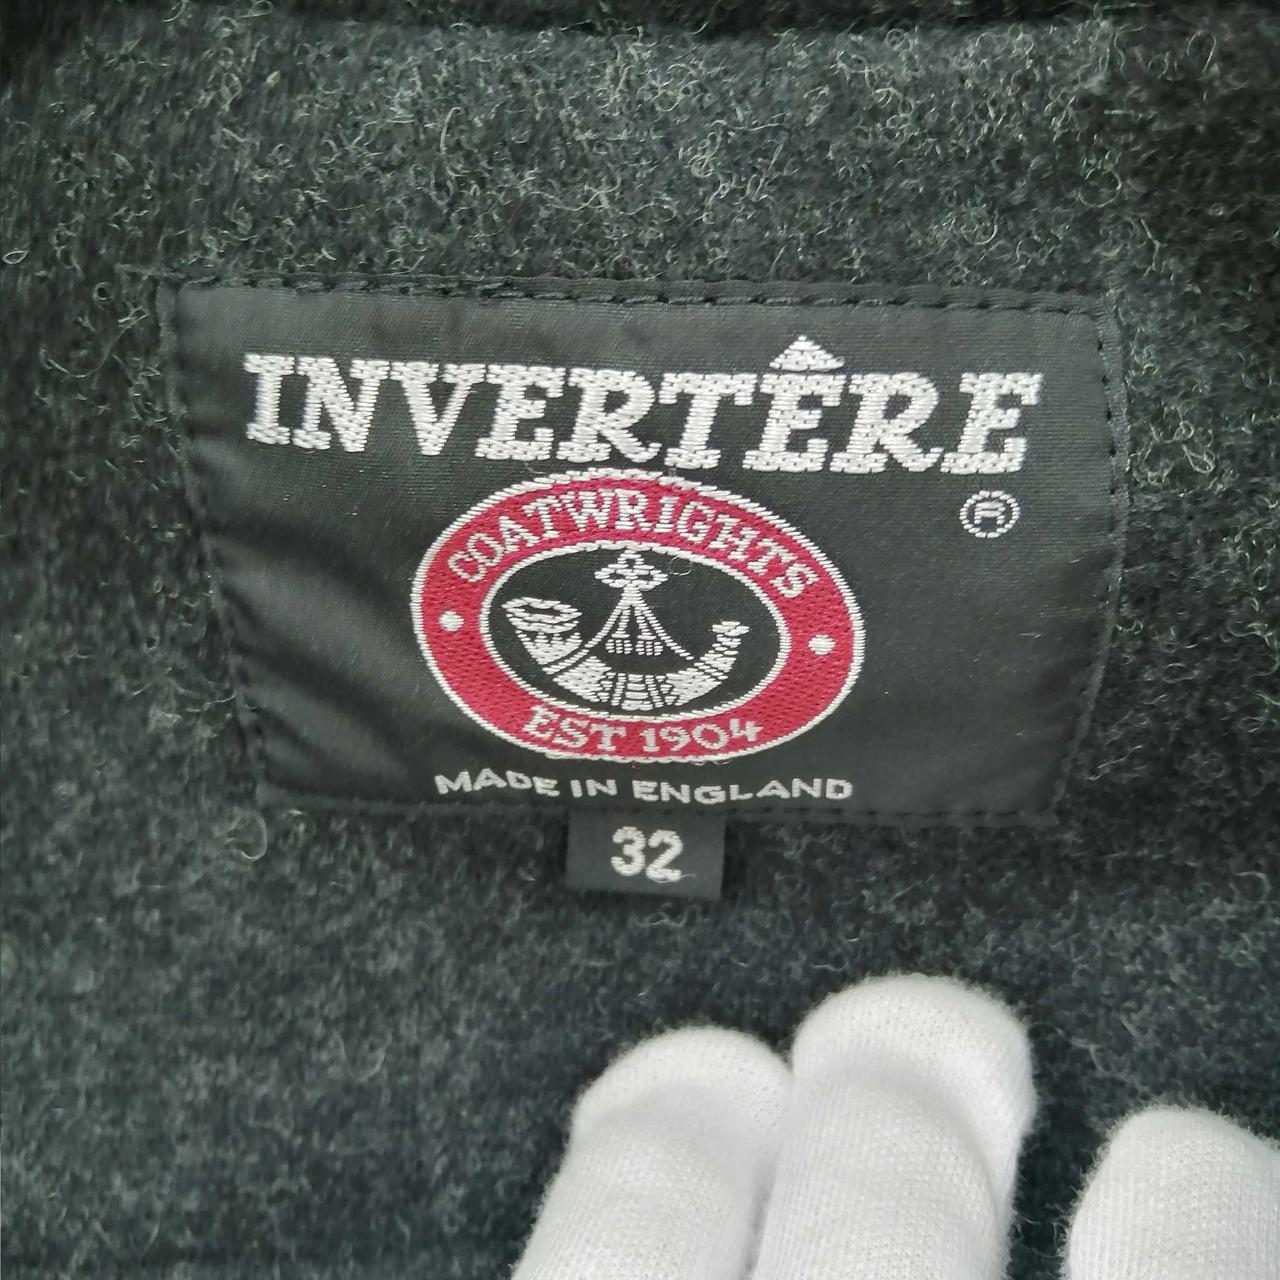 INVERTÊRE
®
COATWRIGHTS
EST 1904
MADE IN ENGLAND
32